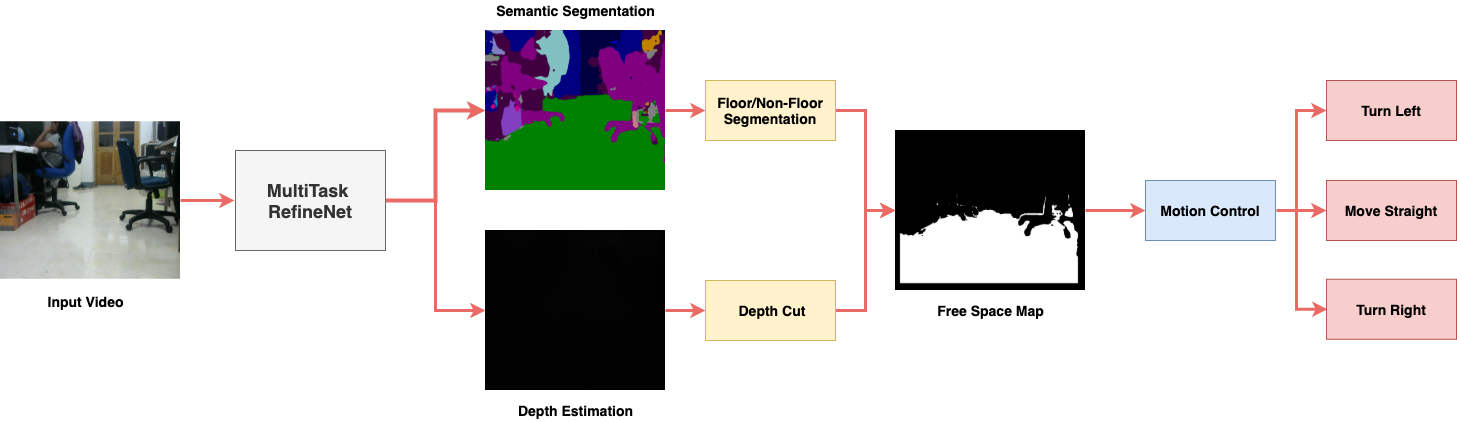 Semantic Segmentation
Floor/Non-Floor
Segmentation
Turn Left
MultiTask
RefineNet
Motion Control
Move Straight
Input Video
Depth Cut
Free Space Map
Turn Right
Depth Estimation